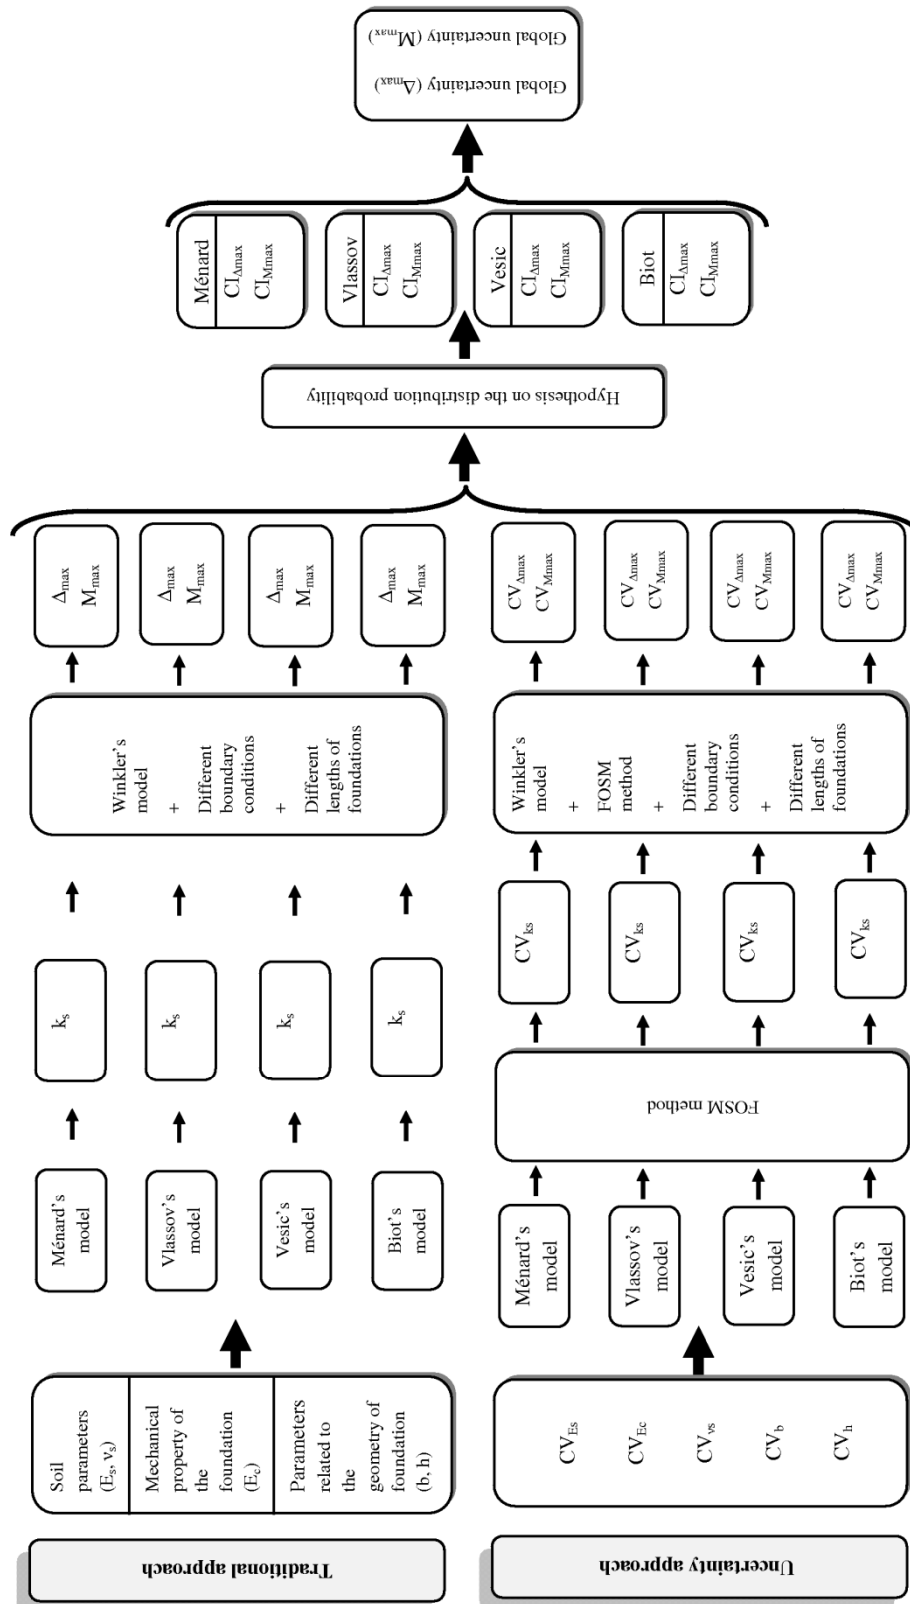 Traditional approach
Soil
parameters
(Es, νs)
Mechanical
property of
the
foundation
(Ec)
Parameters
related to
the
geometry of
foundation
(b, h)
Ménard's
model
Vlassov's
model
Vesic's
model
Biot's
model
ks
ks
ks
ks
Winkler's
model
+
Different
boundary
conditions
+
Different
lengths of
foundations
Δmax
Mmax
Δmax
Mmax
Δmax
Mmax
Δmax
Mmax
Uncertainty approach
CVEs
CVEc
CVνs
CVb
CVh
Ménard's
model
Vlassov's
model
Vesic's
model
Biot's
model
FOSM method
CVks
CVks
CVks
CVks
Winkler's
model
+
FOSM
method
+
Different
boundary
conditions
+
Different
lengths of
foundations
CVΔmax
CVMmax
CVΔmax
CVMmax
CVΔmax
CVMmax
CVΔmax
CVMmax
Hypothesis on the distribution probability
Ménard
CIΔmax
CIMmax
Vlassov
CIΔmax
CIMmax
Vesic
CIΔmax
CIMmax
Biot
CIΔmax
CIMmax
Global uncertainty (Δmax)
Global uncertainty (Mmax)